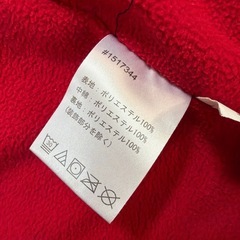 #1517344
表地 : ポリエステル100%
中綿 : ポリエステル100%
裏地 : ポリエステル100%
(装飾部分を除く)